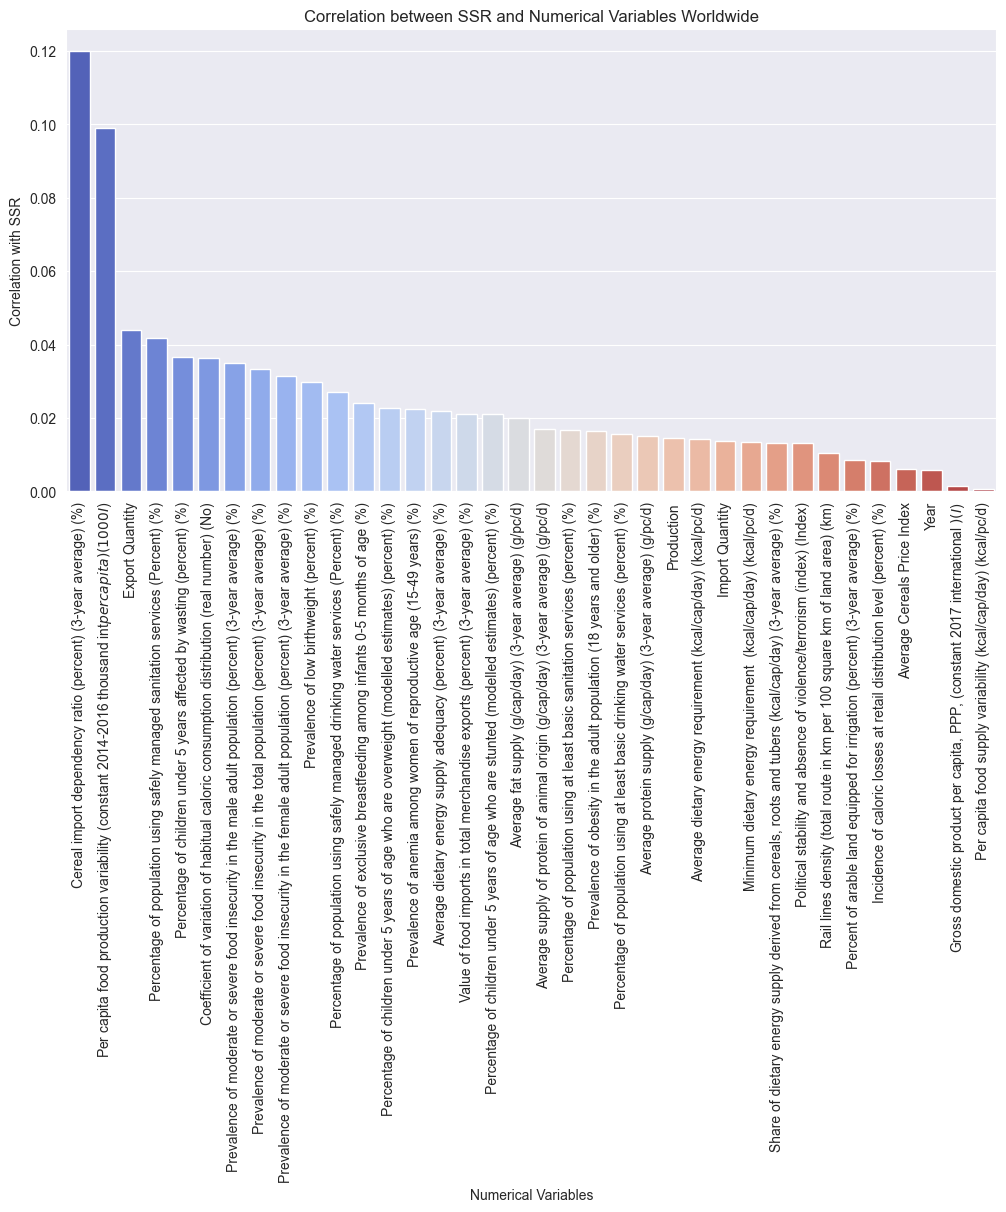 Correlation between SSR and Numerical Variables Worldwide
Correlation with SSR
0.12
0.10
0.08
0.06
0.04
0.02
0.00
Cereal import dependency ratio (percent) (3-year average) (%)
Per capita food production variability (constant 2014-2016 thousand intpercapita)(1000I)
Export Quantity
Percentage of population using safely managed sanitation services (Percent) (%)
Percentage of children under 5 years affected by wasting (percent) (%)
Coefficient of variation of habitual caloric consumption distribution (real number) (No)
Prevalence of moderate or severe food insecurity in the male adult population (percent) (3-year average) (%)
Prevalence of moderate or severe food insecurity in the total population (percent) (3-year average) (%)
Prevalence of moderate or severe food insecurity in the female adult population (percent) (3-year average) (%)
Prevalence of low birthweight (percent) (%)
Percentage of population using safely managed drinking water services (Percent) (%)
Prevalence of exclusive breastfeeding among infants 0-5 months of age (%)
Percentage of children under 5 years of age who are overweight (modelled estimates) (percent) (%)
Prevalence of anemia among women of reproductive age (15-49 years) (%)
Average dietary energy supply adequacy (percent) (3-year average) (%)
Value of food imports in total merchandise exports (percent) (3-year average) (%)
Percentage of children under 5 years of age who are stunted (modelled estimates) (percent) (%)
Average fat supply (g/cap/day) (3-year average) (g/pc/d)
Average supply of protein of animal origin (g/cap/day) (3-year average) (g/pc/d)
Percentage of population using at least basic sanitation services (percent) (%)
Prevalence of obesity in the adult population (18 years and older) (%)
Percentage of population using at least basic drinking water services (percent) (%)
Average protein supply (g/cap/day) (3-year average) (g/pc/d)
Production
Average dietary energy requirement (kcal/cap/day) (kcal/pc/d)
Import Quantity
Minimum dietary energy requirement  (kcal/cap/day) (kcal/pc/d)
Share of dietary energy supply derived from cereals, roots and tubers (kcal/cap/day) (3-year average) (%)
Political stability and absence of violence/terrorism (index) (Index)
Rail lines density (total route in km per 100 square km of land area) (km)
Percent of arable land equipped for irrigation (percent) (3-year average) (%)
Incidence of caloric losses at retail distribution level (percent) (%)
Average Cereals Price Index
Year
Gross domestic product per capita, PPP, (constant 2017 international )(I)
Per capita food supply variability (kcal/cap/day) (kcal/pc/d)
Numerical Variables